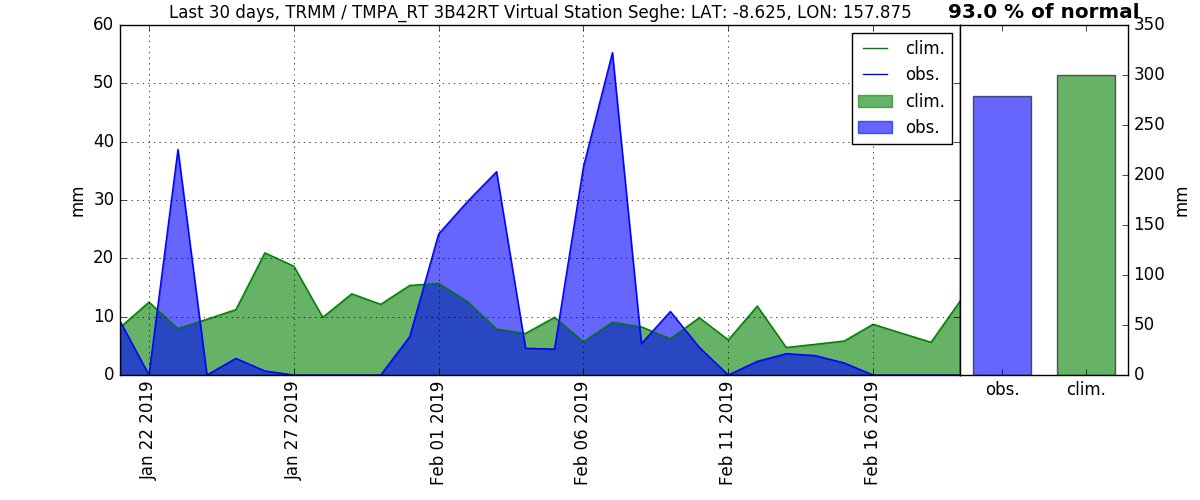 Last 30 days, TRMM / TMPA_RT 3B42RT Virtual Station Seghe: LAT: -8.625, LON: 157.875
93.0 % of normal
60
50
40
30
20
10
0
mm
clim.
obs.
clim.
obs.
Jan 22 2019
Jan 27 2019
Feb 01 2019
Feb 06 2019
Feb 11 2019
Feb 16 2019
350
300
250
200
150
100
50
0
mm
obs.
clim.